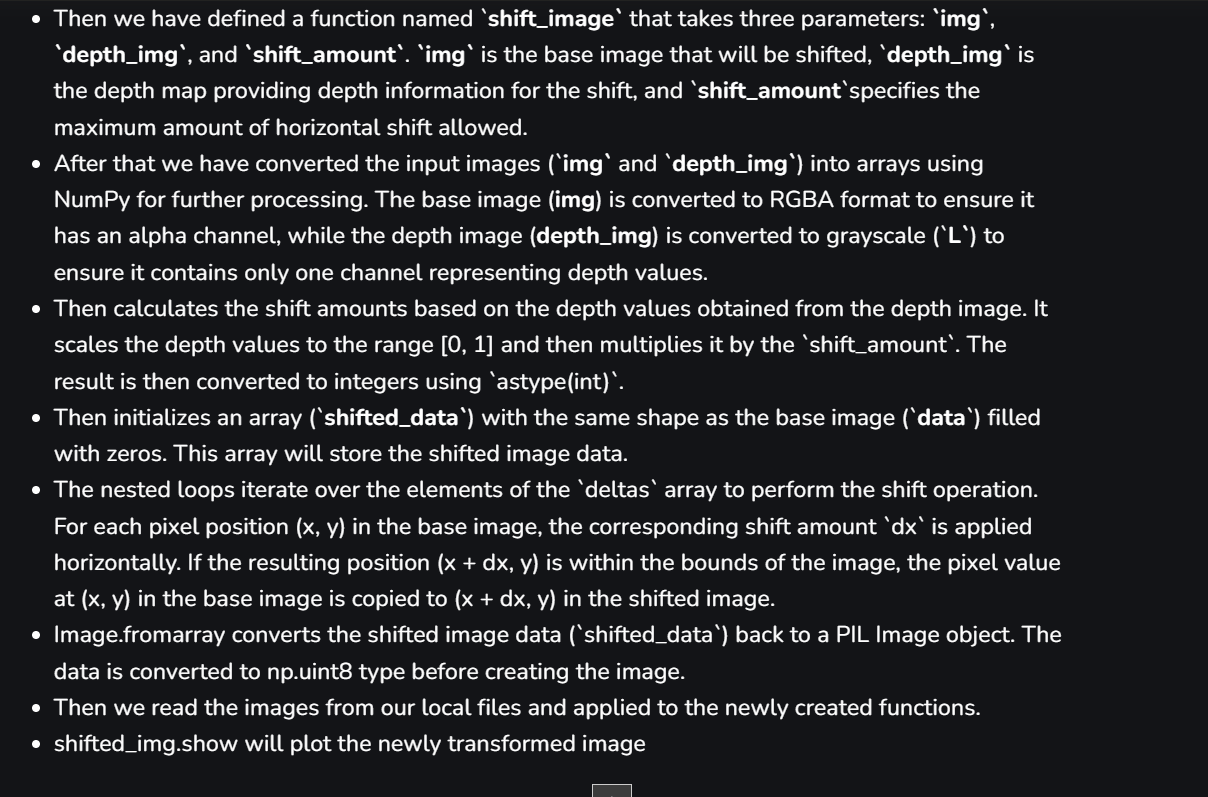 • Then we have defined a function named `shift_image` that takes three parameters: `img`,
`depth_img`, and `shift_amount`. `img` is the base image that will be shifted, `depth_img` is
the depth map providing depth information for the shift, and `shift_amount`specifies the
maximum amount of horizontal shift allowed.
• After that we have converted the input images (`img` and `depth_img`) into arrays using
NumPy for further processing. The base image (img) is converted to RGBA format to ensure it
has an alpha channel, while the depth image (depth_img) is converted to grayscale (`L`) to
ensure it contains only one channel representing depth values.
• Then calculates the shift amounts based on the depth values obtained from the depth image. It
scales the depth values to the range [0, 1] and then multiplies it by the `shift_amount`. The
result is then converted to integers using `astype(int)`.
• Then initializes an array (`shifted_data`) with the same shape as the base image (`data`) filled
with zeros. This array will store the shifted image data.
• The nested loops iterate over the elements of the `deltas` array to perform the shift operation.
For each pixel position (x, y) in the base image, the corresponding shift amount `dx` is applied
horizontally. If the resulting position (x + dx, y) is within the bounds of the image, the pixel value
at (x, y) in the base image is copied to (x + dx, y) in the shifted image.
• Image.fromarray converts the shifted image data (`shifted_data`) back to a PIL Image object. The
data is converted to np.uint8 type before creating the image.
• Then we read the images from our local files and applied to the newly created functions.
• shifted_img.show will plot the newly transformed image